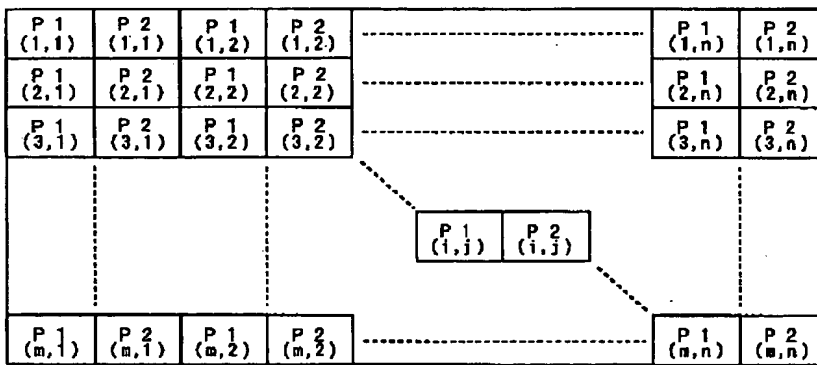 P 1 P 2 P 1 P 2 P 1 P 2
(1,1) (1,1) (1,2) (1,2) (1,n) (1,n)
P 1 P 2 P 1 P 2 P 1 P 2
(2,1) (2,1) (2,2) (2,2) (2,n) (2,n)
P 1 P 2 P 1 P 2 P 1 P 2
(3,1) (3,1) (3,2) (3,2) (3,n) (3,n)
P 1 P 2
(i,j) (i,j)
P 1 P 2 P 1 P 2 P 1 P 2
(m,1) (m,1) (m,2) (m,2) (m,n) (m,n)